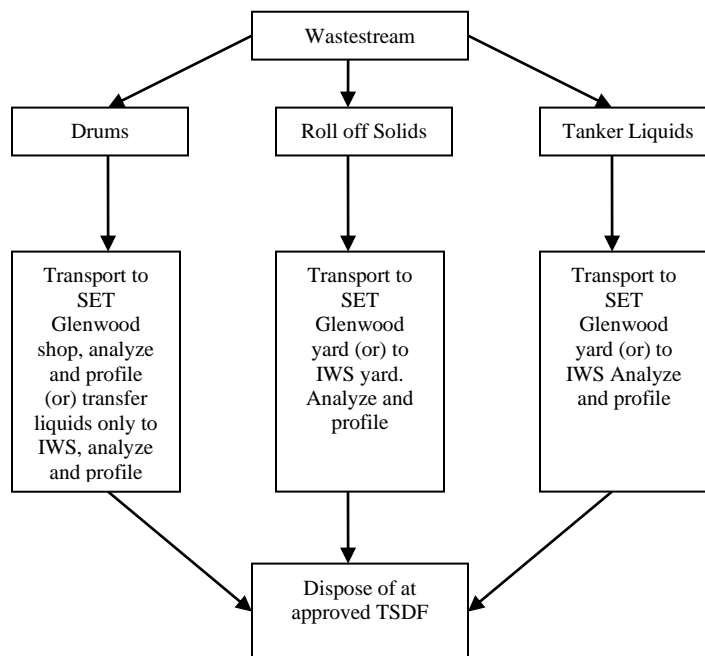 Wastestream
Drums
Roll off Solids
Tanker Liquids
Transport to
SET
Glenwood
shop, analyze
and profile
(or) transfer
liquids only to
IWS, analyze
and profile
Transport to
SET
Glenwood
yard (or) to
IWS yard.
Analyze and
profile
Transport to
SET
Glenwood
yard (or) to
IWS Analyze
and profile
Dispose of at
approved TSDF